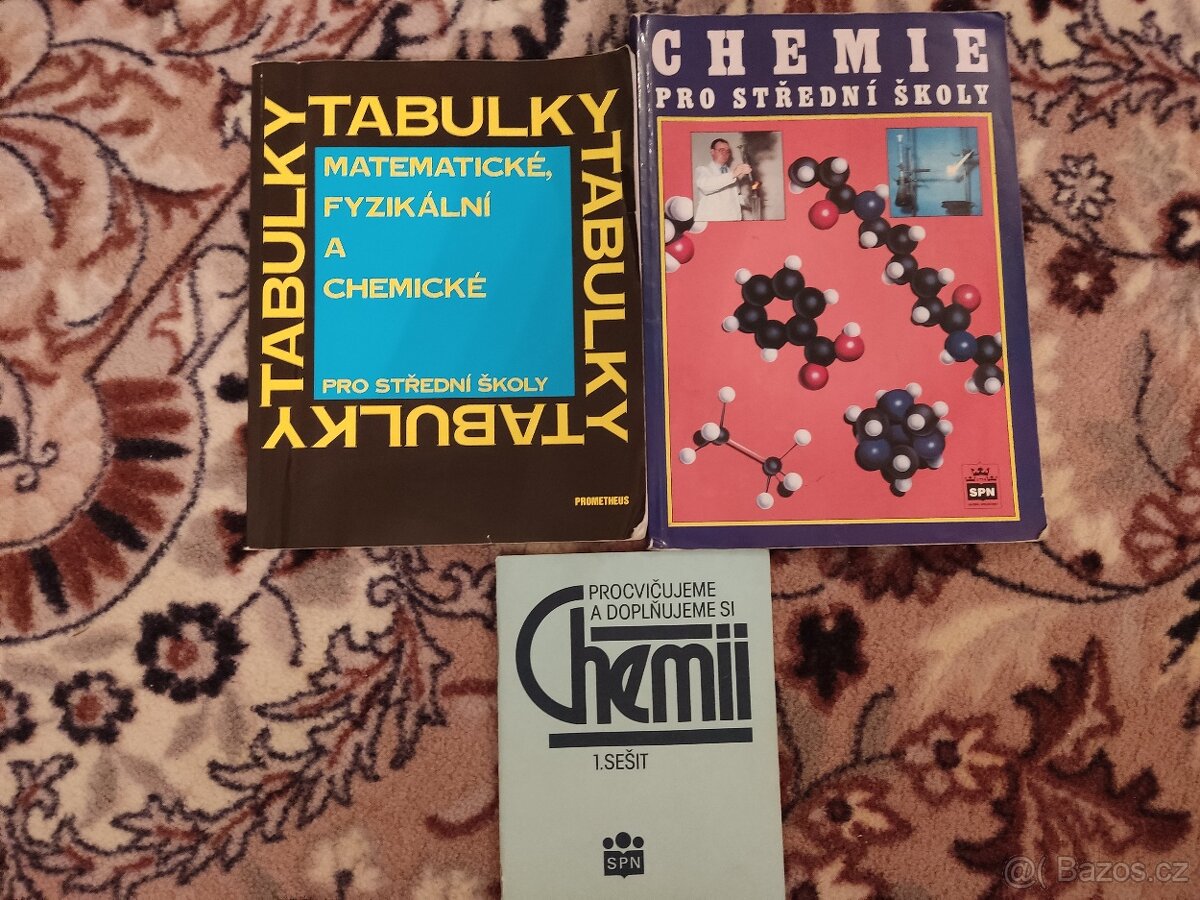 TABULKY
TABULKY
TABULKY
TABULKY
MATEMATICKÉ,
FYZIKÁLNÍ
A
CHEMICKÉ
PRO STŘEDNÍ ŠKOLY
PROMETHEUS
CHEMIE
PRO STŘEDNÍ ŠKOLY
SPN
PROCVIČUJEME
A DOPLŇUJEME SI
Chemii
1.SEŠIT
SPN
@( Bazos.cz